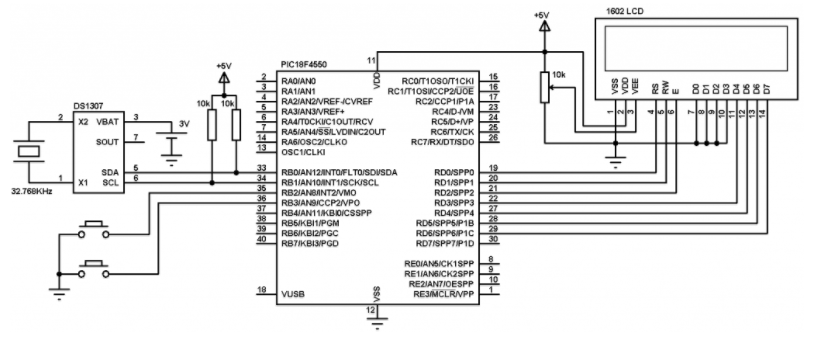 1602 LCD
+5V
PIC18F4550
11
VDD
+5V
10k
VSS VDD VEE RS RW E D0 D1 D2 D3 D4 D5 D6 D7
1 2 3 4 5 6 7 8 9 10 11 12 13 14
DS1307
2 X2 VBAT 3
3V
SOUT 7
SDA 5
1 X1 SCL 6
32.768KHz
10k 10k
2 RA0/AN0
3 RA1/AN1
4 RA2/AN2/VREF-/CVREF
5 RA3/AN3/VREF+
6 RA4/T0CKI/C1OUT/RCV
7 RA5/AN4/SS/LVDIN/C2OUT
14 RA6/OSC2/CLKO
13 OSC1/CLKI
33 RB0/AN12/INT0/FLT0/SDI/SDA
34 RB1/AN10/INT1/SCK/SCL
35 RB2/AN8/INT2/VMO
36 RB3/AN9/CCP2/VPO
37 RB4/AN11/KBI0/CSSPP
38 RB5/KBI1/PGM
39 RB6/KBI2/PGC
40 RB7/KBI3/PGD
18 VUSB
RC0/T1OSO/T1CKI 15
RC1/T1OSI/CCP2/UOE 16
RC2/CCP1/P1A 17
RC4/D-/VM 23
RC5/D+/VP 24
RC6/TX/CK 25
RC7/RX/DT/SDO 26
RD0/SPP0 19
RD1/SPP1 20
RD2/SPP2 21
RD3/SPP3 22
RD4/SPP4 27
RD5/SPP5/P1B 28
RD6/SPP6/P1C 29
RD7/SPP7/P1D 30
RE0/AN5/CK1SPP 8
RE1/AN6/CK2SPP 9
RE2/AN7/OESPP 10
RE3/MCLR/VPP 1
VSS
12